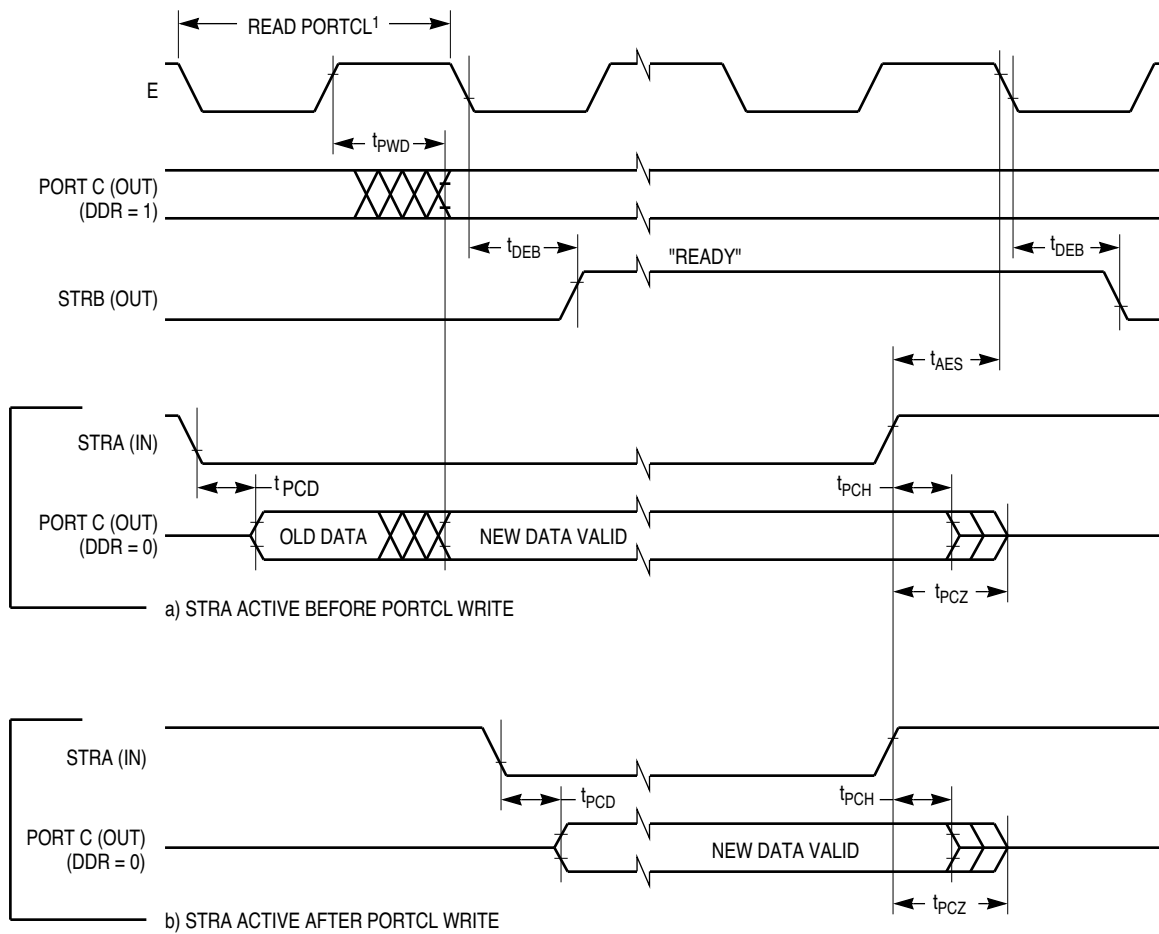 READ PORTCL1
E
tPWD
PORT C (OUT)
(DDR = 1)
tDEB
"READY"
tDEB
STRB (OUT)
tAES
STRA (IN)
tPCD
tPCH
PORT C (OUT)
(DDR = 0)
OLD DATA
NEW DATA VALID
tPCZ
a) STRA ACTIVE BEFORE PORTCL WRITE
STRA (IN)
tPCD
tPCH
PORT C (OUT)
(DDR = 0)
NEW DATA VALID
tPCZ
b) STRA ACTIVE AFTER PORTCL WRITE